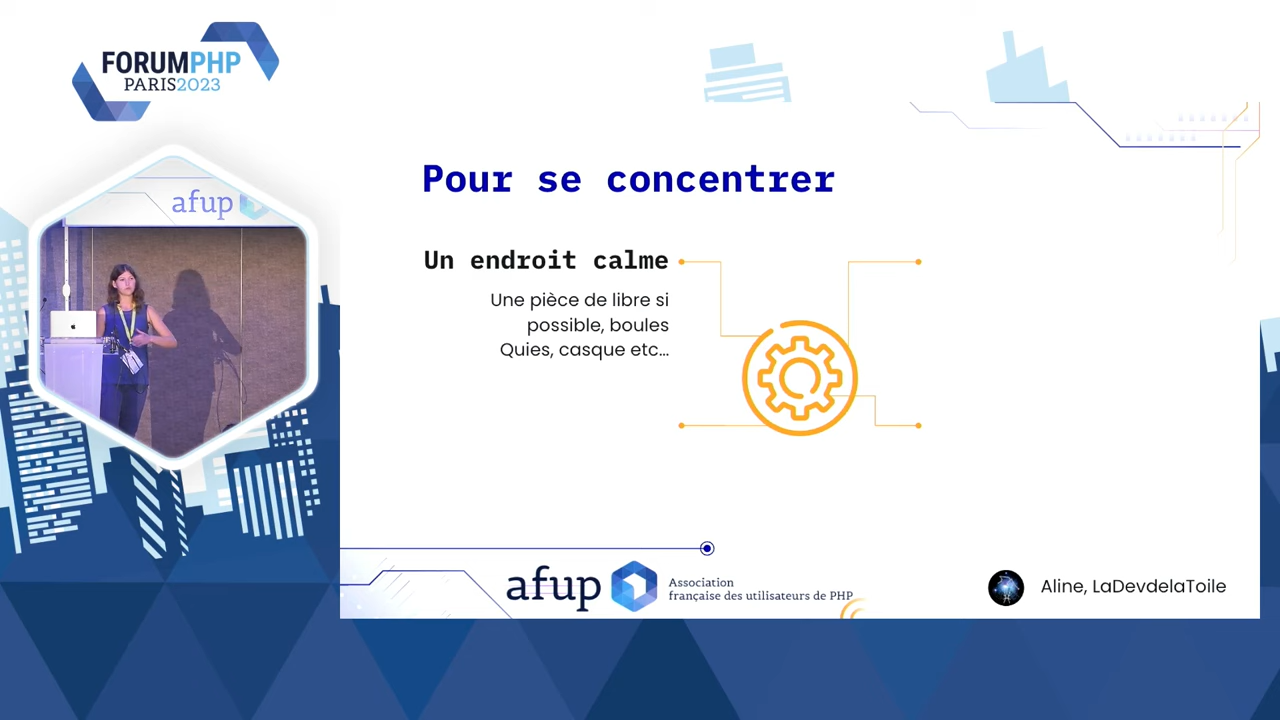 FORUMPHP
PARIS2023
afup
Pour se concentrer
Un endroit calme
Une pièce de libre si
possible, boules
Quies, casque etc...
afup
Association
française des utilisateurs de PHP
Aline, LaDevdelaToile